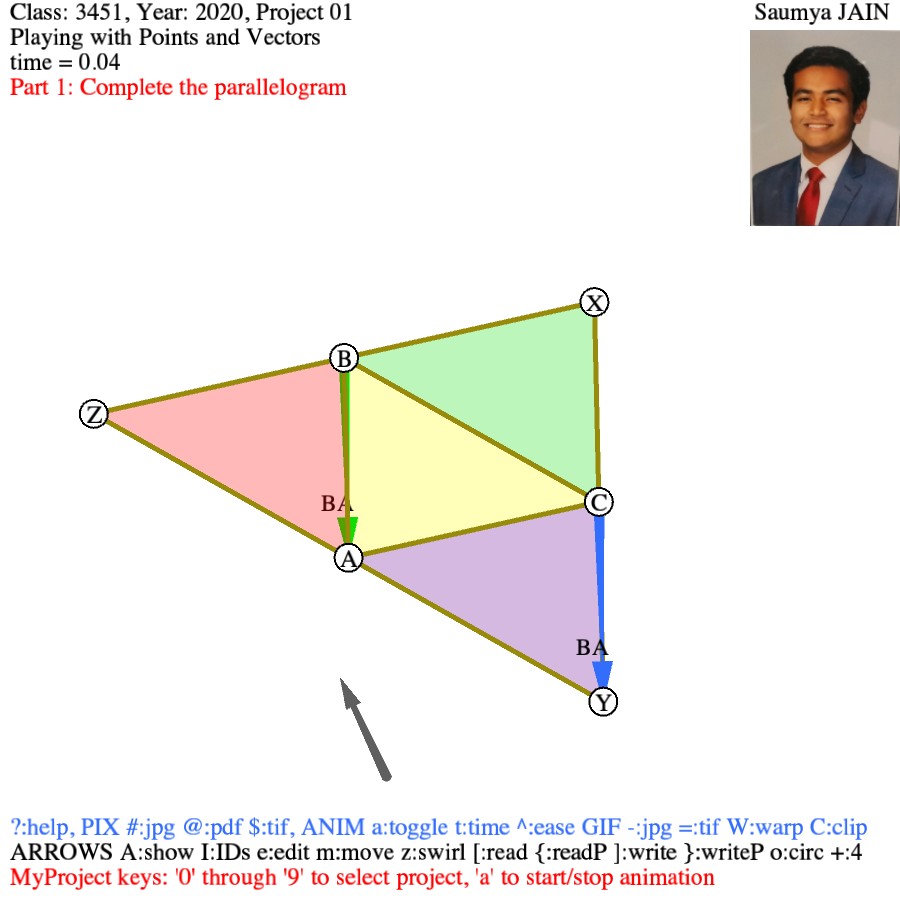 Class: 3451, Year: 2020, Project 01
Saumya JAIN
Playing with Points and Vectors
time = 0.04
Part 1: Complete the parallelogram
X
B
Z
BA
C
A
BA
Y
?:help, PIX #:jpg @:pdf $:tif, ANIM a:toggle t:time ^:ease GIF -:jpg =:tif W:warp C:clip
ARROWS A:show I:IDs e:edit m:move z:swirl [:read {:readP ]:write }:writeP o:circ +:4
MyProject keys: '0' through '9' to select project, 'a' to start/stop animation